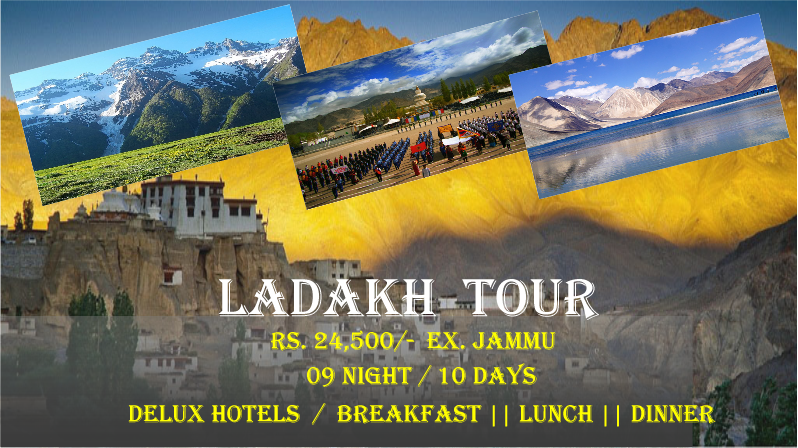 LADAKH TOUR
RS. 24,500/- EX. JAMMU
09 NIGHT / 10 DAYS
DELUX HOTELS / BREAKFAST || LUNCH || DINNER